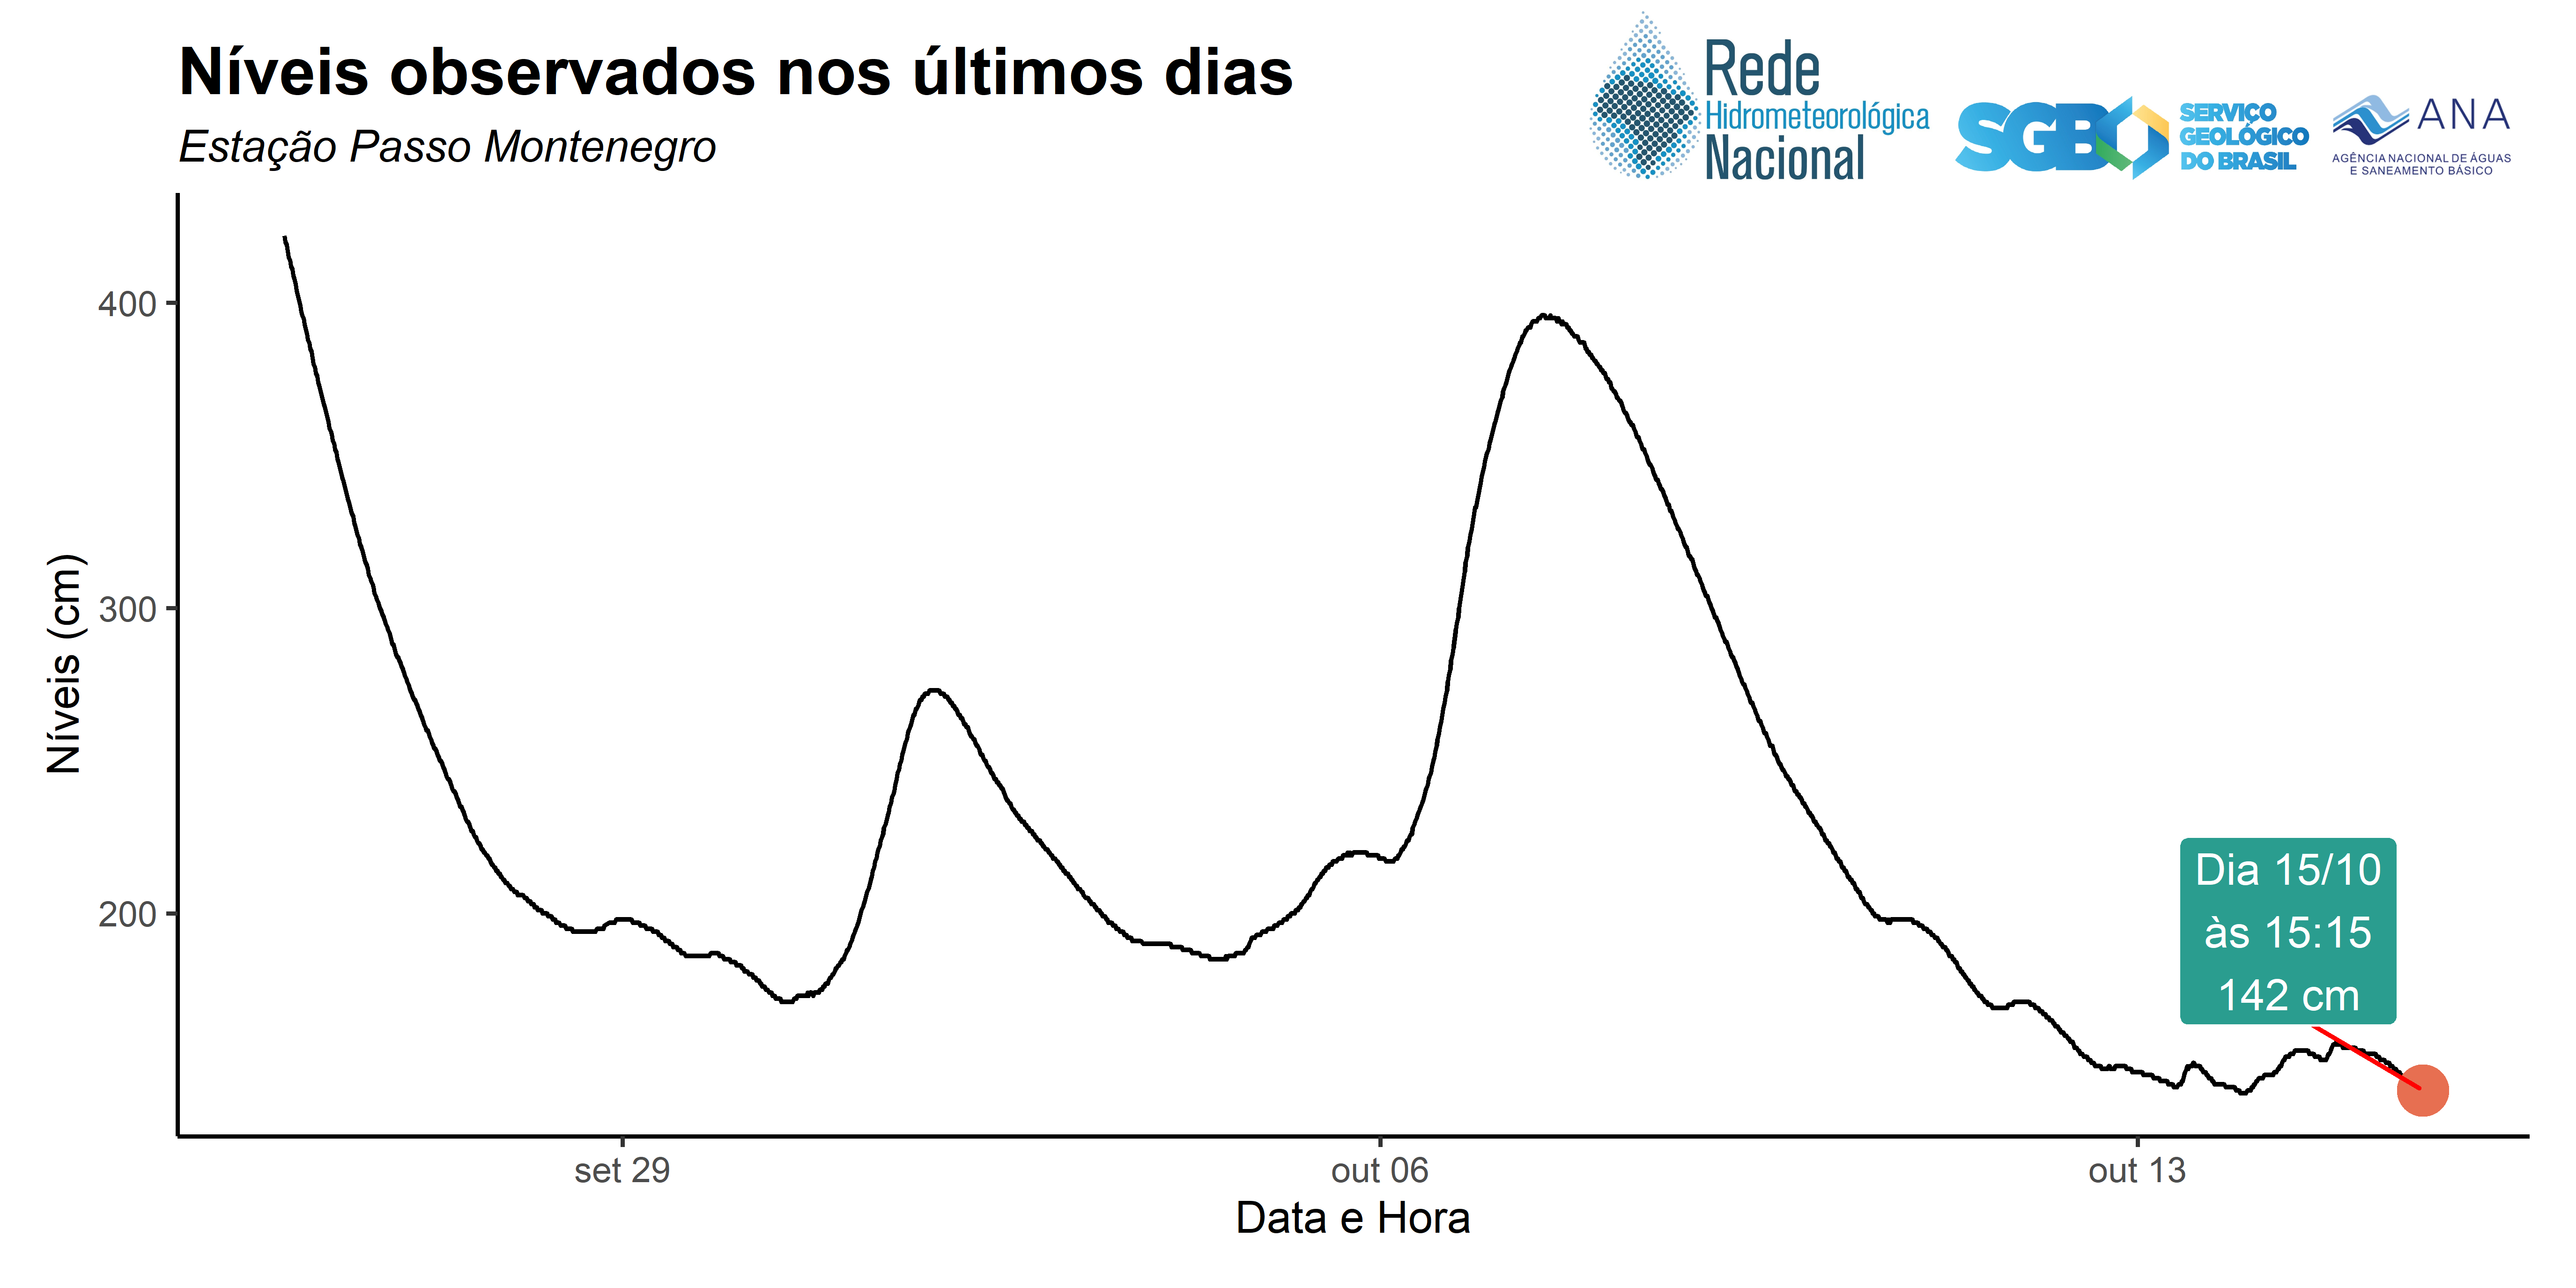 Níveis observados nos últimos dias
Estação Passo Montenegro
Rede
Hidrometeorológica
Nacional
SGB
SERVIÇO
GEOLÓGICO
DO BRASIL
ANA
AGÊNCIA NACIONAL DE ÁGUAS
E SANEAMENTO BÁSICO
Níveis (cm)
400
300
200
Dia 15/10
às 15:15
142 cm
set 29
out 06
out 13
Data e Hora